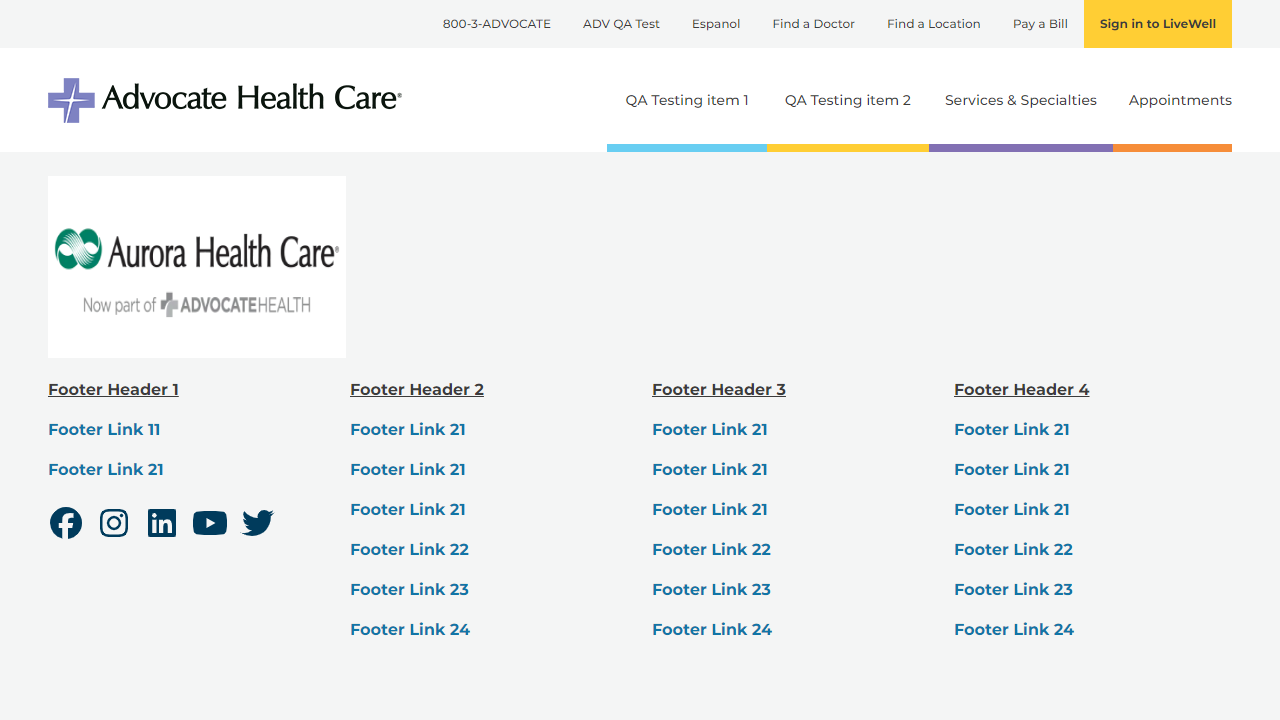 800-3-ADVOCATE ADV QA Test Espanol Find a Doctor Find a Location Pay a Bill Sign in to LiveWell
Advocate Health Care®
QA Testing item 1 QA Testing item 2 Services & Specialties Appointments
Aurora Health Care®
Now part of ADVOCATEHEALTH
Footer Header 1 Footer Header 2 Footer Header 3 Footer Header 4
Footer Link 11 Footer Link 21 Footer Link 21 Footer Link 21
Footer Link 21 Footer Link 21 Footer Link 21 Footer Link 21
Footer Link 21 Footer Link 21 Footer Link 21
Footer Link 22 Footer Link 22 Footer Link 22
Footer Link 23 Footer Link 23 Footer Link 23
Footer Link 24 Footer Link 24 Footer Link 24